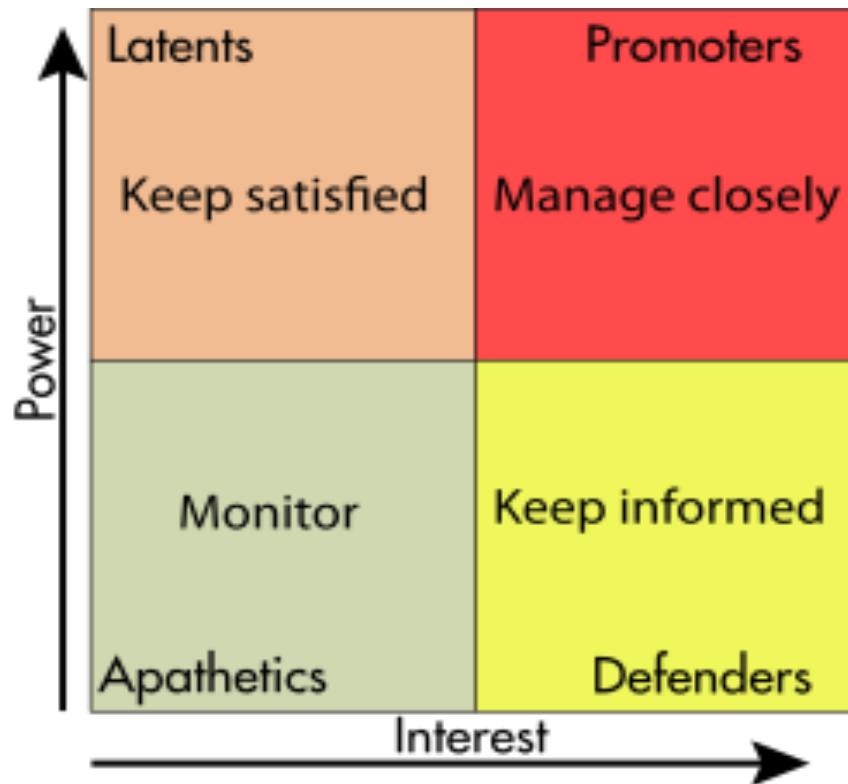 Latents
Promoters
Keep satisfied
Manage closely
Power
Monitor
Keep informed
Apathetics
Defenders
Interest